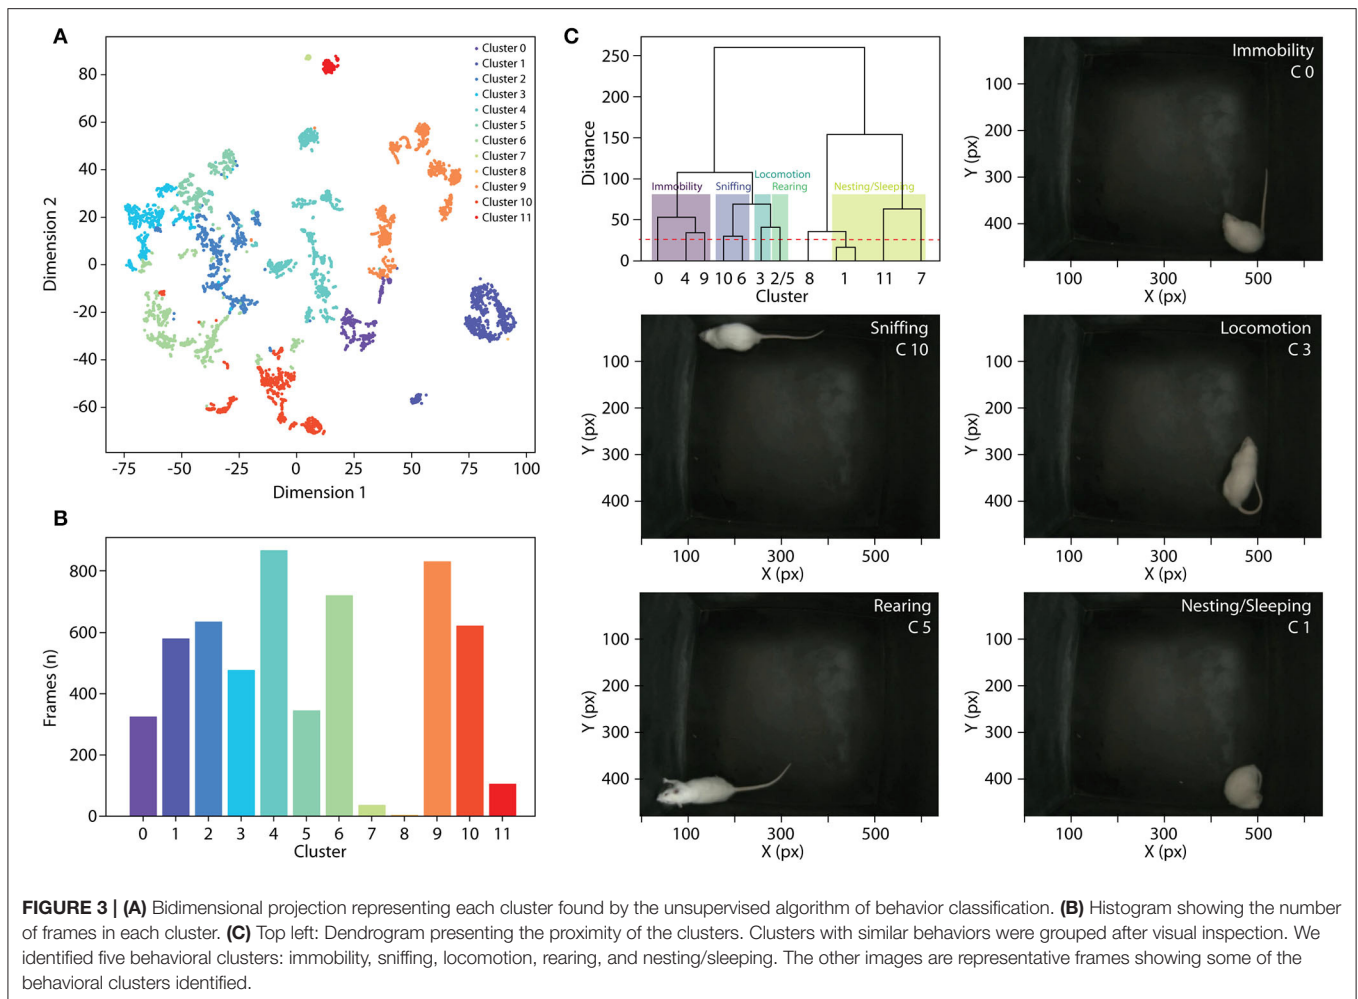 A
80
60
40
20
0
-20
-40
-60
Dimension 2
-75 -50 -25 0 25 50 75 100
Dimension 1
Cluster 0
Cluster 1
Cluster 2
Cluster 3
Cluster 4
Cluster 5
Cluster 6
Cluster 7
Cluster 8
Cluster 9
Cluster 10
Cluster 11
B
800
600
400
200
0
Frames (n)
0 1 2 3 4 5 6 7 8 9 10 11
Cluster
C
250
200
150
100
50
0
Distance
Immobility
Sniffing
Locomotion
Rearing
Nesting/Sleeping
0 4 9 10 6 3 2/5 8 1 11 7
Cluster
Immobility
C 0
100
200
300
400
Y (px)
100 300 500
X (px)
Sniffing
C 10
100
200
300
400
Y (px)
100 300 500
X (px)
Locomotion
C 3
100
200
300
400
Y (px)
100 300 500
X (px)
Rearing
C 5
100
200
300
400
Y (px)
100 300 500
X (px)
Nesting/Sleeping
C 1
100
200
300
400
Y (px)
100 300 500
X (px)
FIGURE 3 | (A) Bidimensional projection representing each cluster found by the unsupervised algorithm of behavior classification. (B) Histogram showing the number
of frames in each cluster. (C) Top left: Dendrogram presenting the proximity of the clusters. Clusters with similar behaviors were grouped after visual inspection. We
identified five behavioral clusters: immobility, sniffing, locomotion, rearing, and nesting/sleeping. The other images are representative frames showing some of the
behavioral clusters identified.